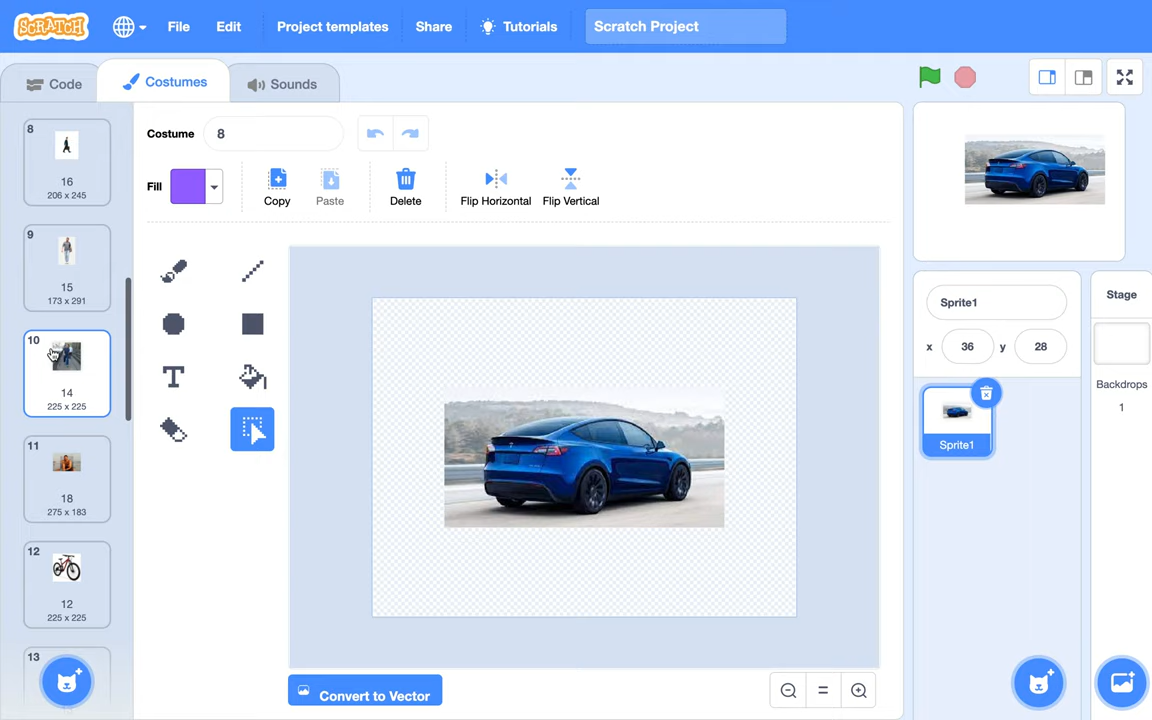 SCRATCH
File
Edit
Project templates
Share
Tutorials
Scratch Project
Code
Costumes
Sounds
8
16
206 x 245
9
15
173 x 291
10
14
225 x 225
11
18
275 x 183
12
12
225 x 225
13
Costume
8
Fill
Copy
Paste
Delete
Flip Horizontal
Flip Vertical
T
Convert to Vector
Sprite1
x
36
y
28
Sprite1
Stage
Backdrops
1